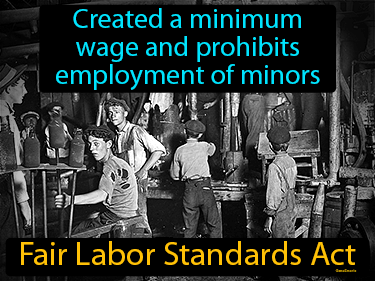 Created a minimum
wage and prohibits
employment of minors
Fair Labor Standards Act